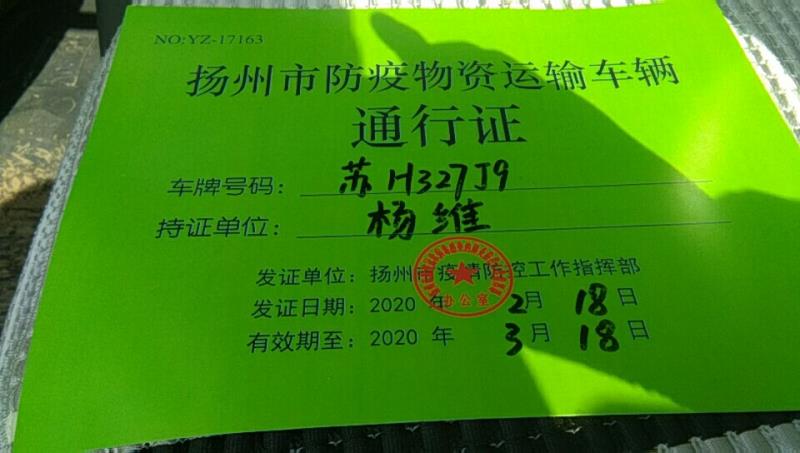 NO:YZ-17163
扬州市防疫物资运输车辆
通行证
车牌号码：苏H327J9
持证单位：杨维
发证单位：扬州市疫情防控工作指挥部
办公室
发证日期：2020 年 2月 18日
有效期至：2020 年 3月 18日